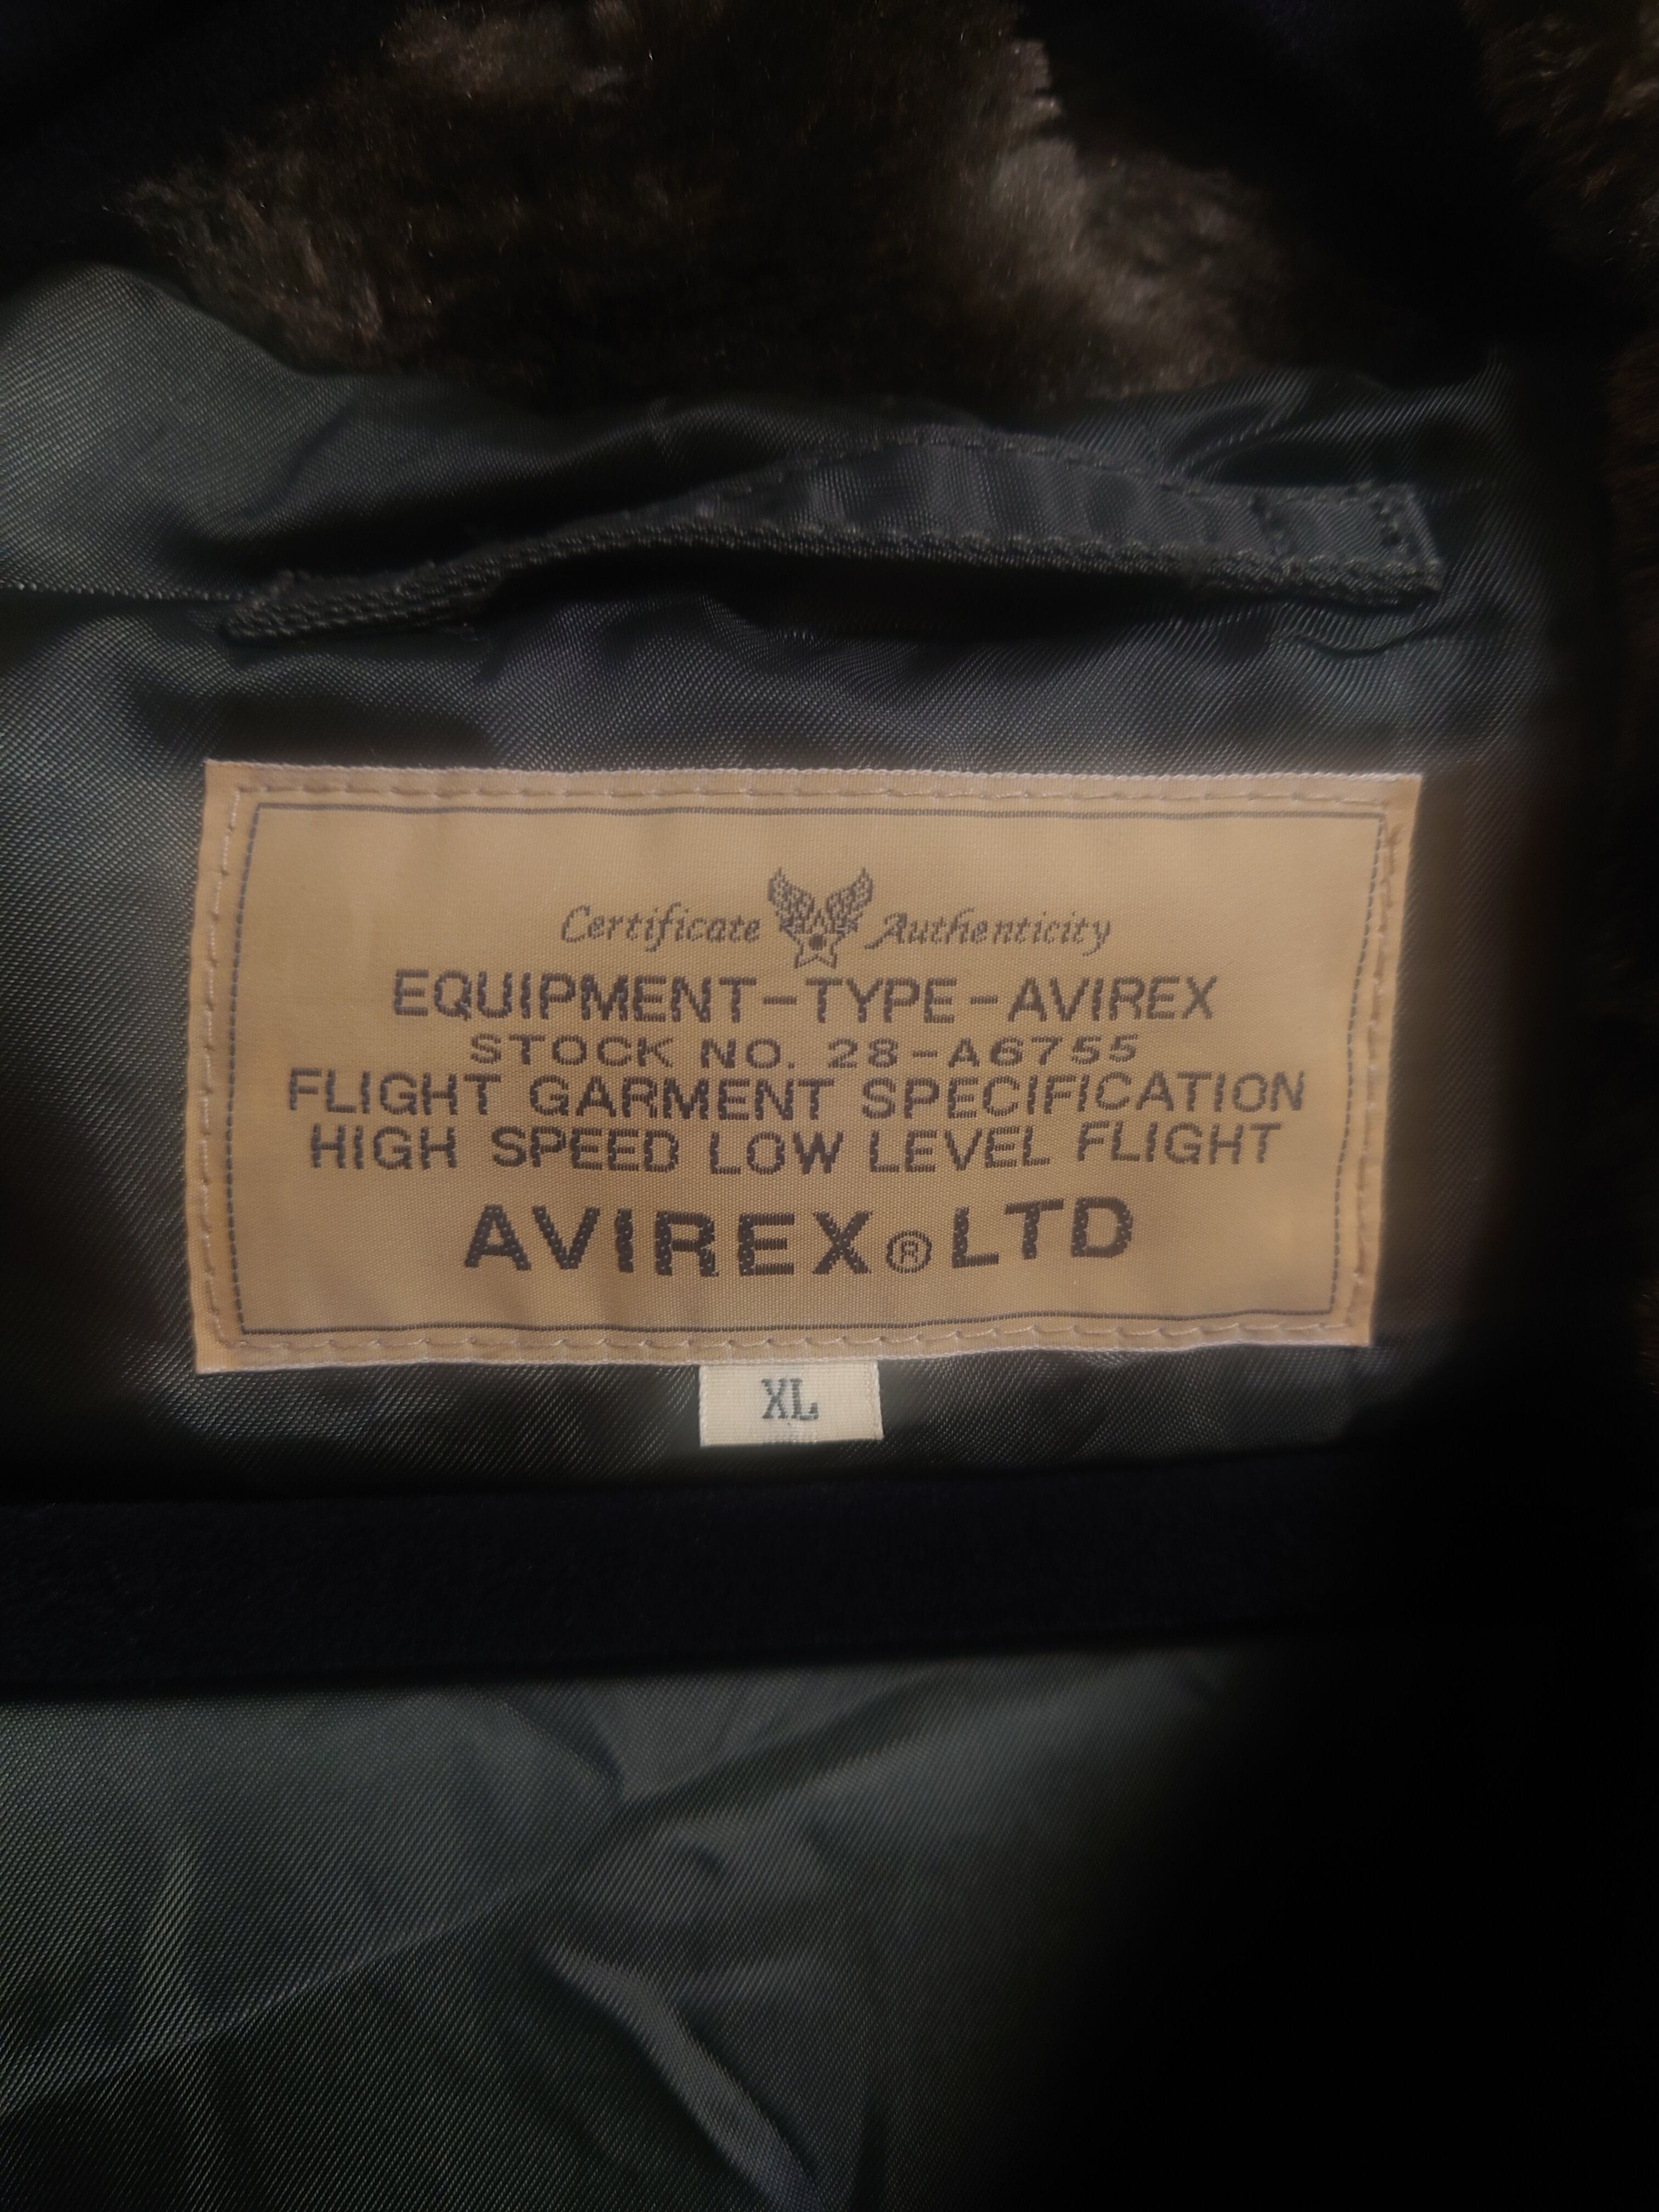 Certificate Authenticity
EQUIPMENT-TYPE-AVIREX
STOCK NO. 28-A6755
FLIGHT GARMENT SPECIFICATION
HIGH SPEED LOW LEVEL FLIGHT
AVIREX®LTD
XL